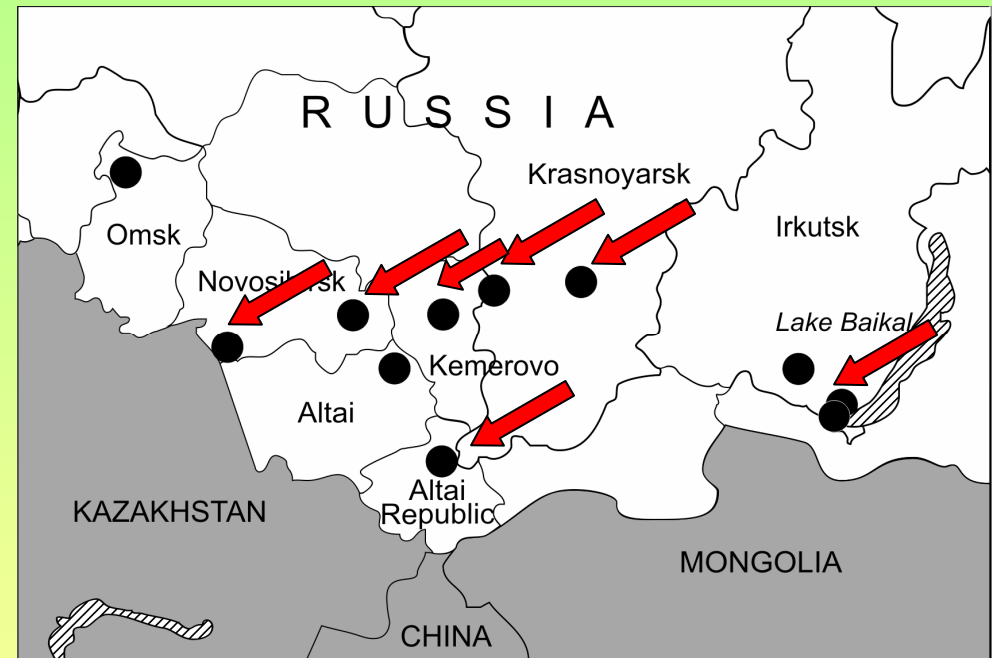 R U S S I A
Krasnoyarsk
Omsk
Irkutsk
Novosibirsk
Lake Baikal
Kemerovo
Altai
Altai
Republic
KAZAKHSTAN
MONGOLIA
CHINA